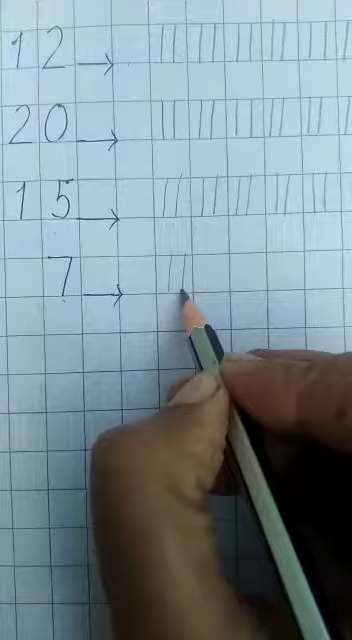 12 →
20 →
15 →
7 →